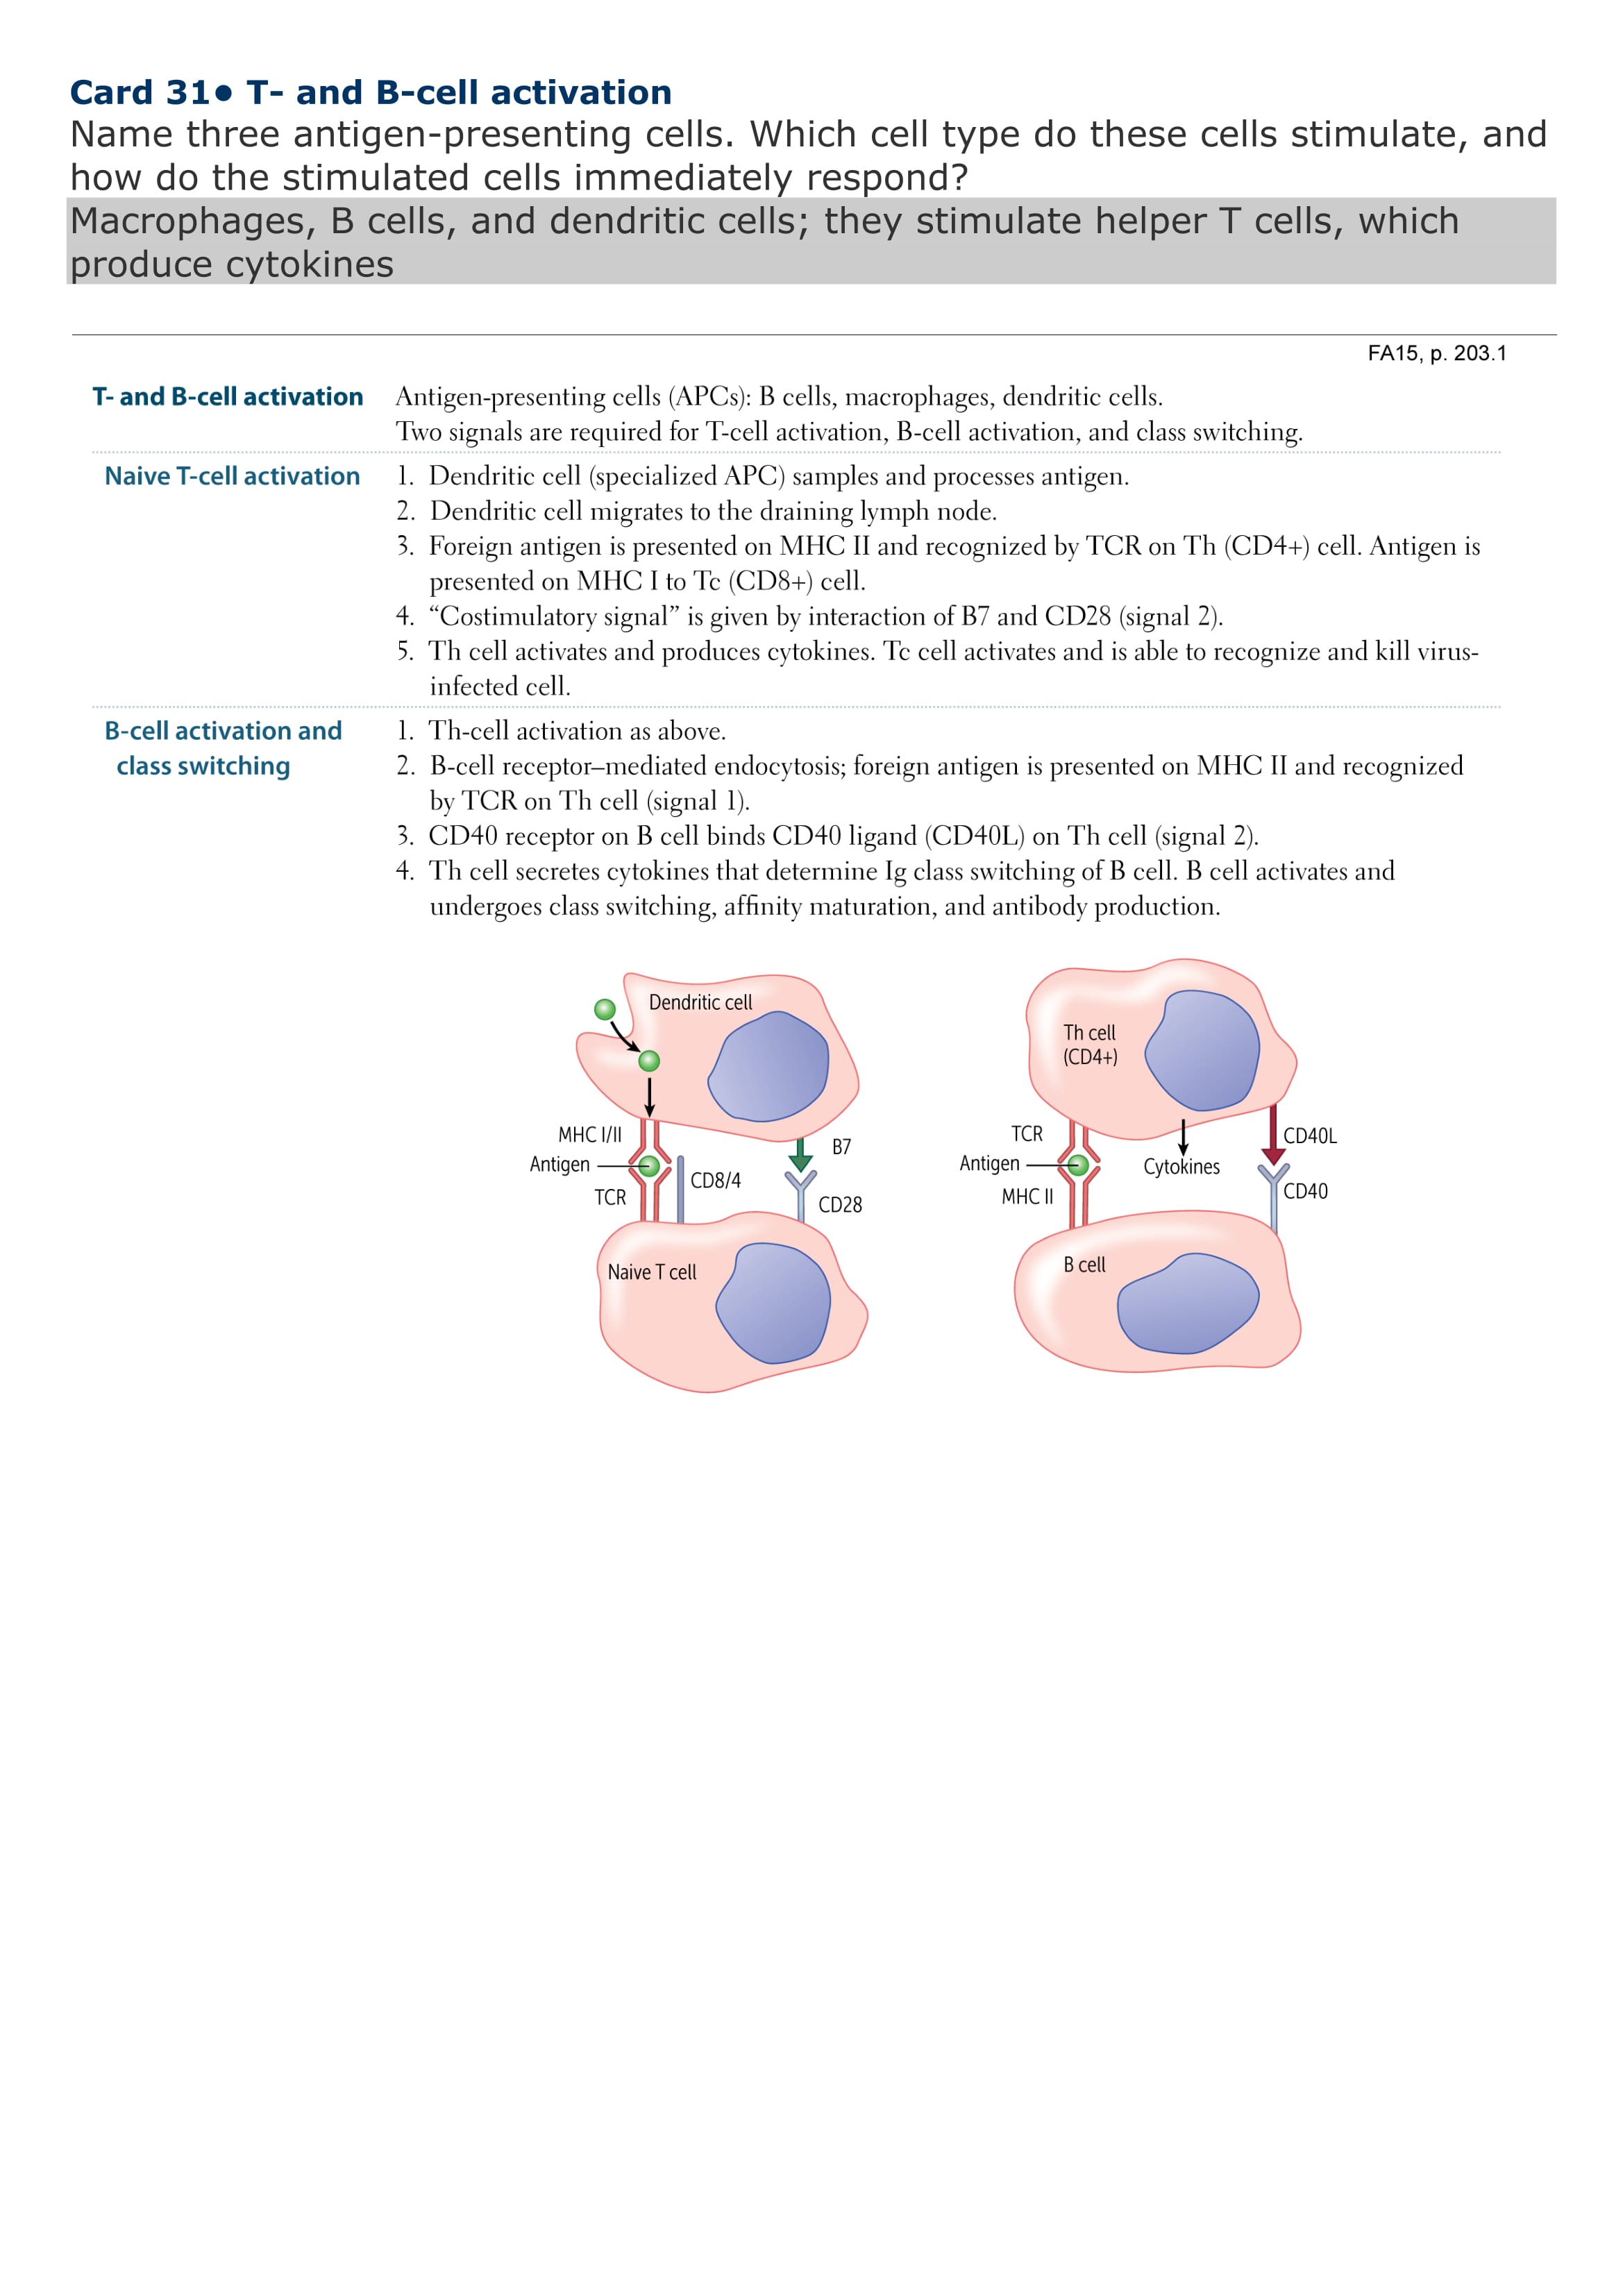 Card 31● T- and B-cell activation
Name three antigen-presenting cells. Which cell type do these cells stimulate, and
how do the stimulated cells immediately respond?
Macrophages, B cells, and dendritic cells; they stimulate helper T cells, which
produce cytokines
FA15, p. 203.1
T- and B-cell activation
Antigen-presenting cells (APCs): B cells, macrophages, dendritic cells.
Two signals are required for T-cell activation, B-cell activation, and class switching.
Naive T-cell activation
1. Dendritic cell (specialized APC) samples and processes antigen.
2. Dendritic cell migrates to the draining lymph node.
3. Foreign antigen is presented on MHC II and recognized by TCR on Th (CD4+) cell. Antigen is
presented on MHC I to Tc (CD8+) cell.
4. “Costimulatory signal” is given by interaction of B7 and CD28 (signal 2).
5. Th cell activates and produces cytokines. Tc cell activates and is able to recognize and kill virus-
infected cell.
B-cell activation and
class switching
1. Th-cell activation as above.
2. B-cell receptor–mediated endocytosis; foreign antigen is presented on MHC II and recognized
by TCR on Th cell (signal 1).
3. CD40 receptor on B cell binds CD40 ligand (CD40L) on Th cell (signal 2).
4. Th cell secretes cytokines that determine Ig class switching of B cell. B cell activates and
undergoes class switching, affinity maturation, and antibody production.
Dendritic cell
MHC I/II
B7
Antigen
CD8/4
TCR
CD28
Naive T cell
Th cell
(CD4+)
TCR
CD40L
Antigen
Cytokines
MHC II
CD40
B cell